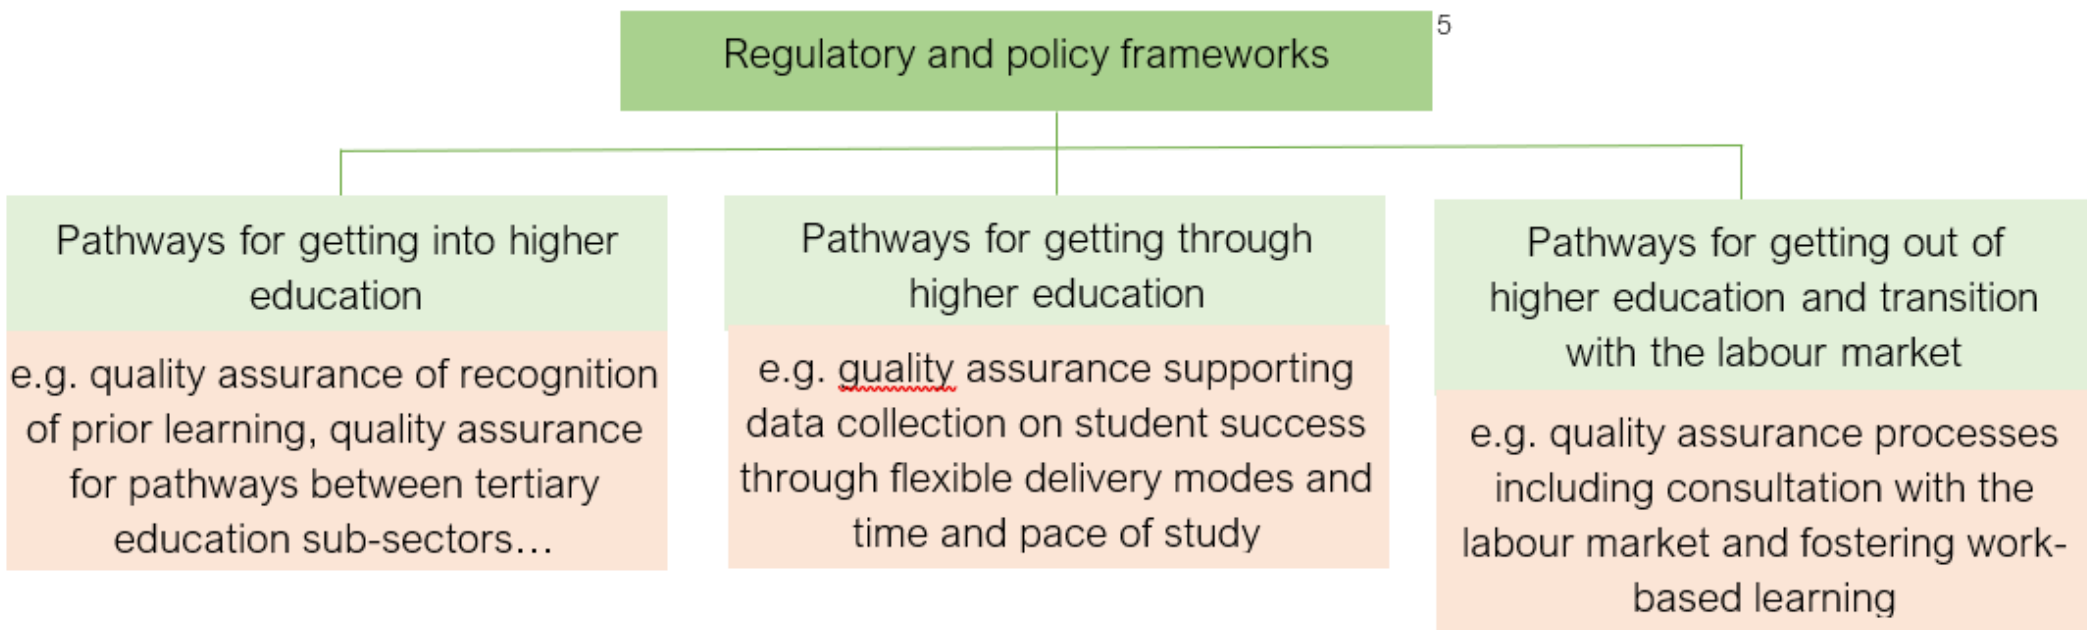 Regulatory and policy frameworks
5
Pathways for getting into higher
education
e.g. quality assurance of recognition
of prior learning, quality assurance
for pathways between tertiary
education sub-sectors...
Pathways for getting through
higher education
e.g. quality assurance supporting
data collection on student success
through flexible delivery modes and
time and pace of study
Pathways for getting out of
higher education and transition
with the labour market
e.g. quality assurance processes
including consultation with the
labour market and fostering work-
based learning